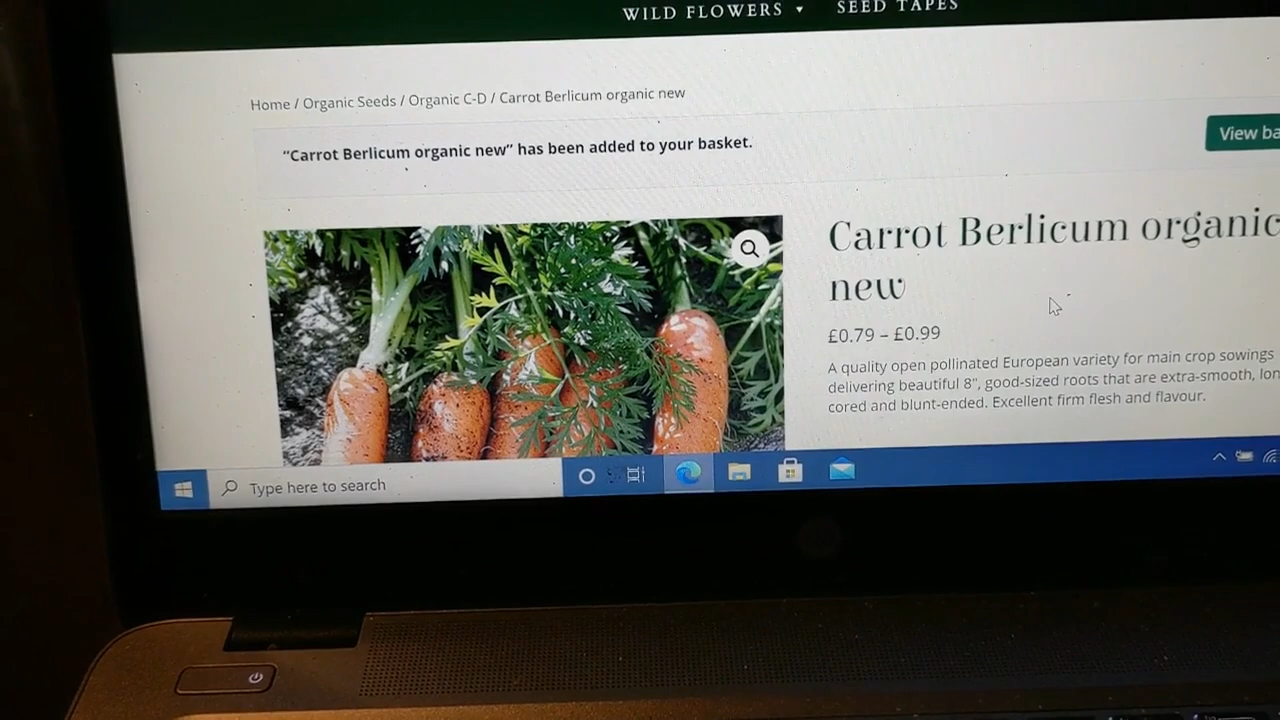 WILD FLOWERS ▾ SEED TAPES
Home / Organic Seeds / Organic C-D / Carrot Berlicum organic new
“Carrot Berlicum organic new” has been added to your basket.
View ba
Carrot Berlicum organic
new
£0.79 – £0.99
A quality open pollinated European variety for main crop sowings
delivering beautiful 8", good-sized roots that are extra-smooth, lon
cored and blunt-ended. Excellent firm flesh and flavour.
Type here to search